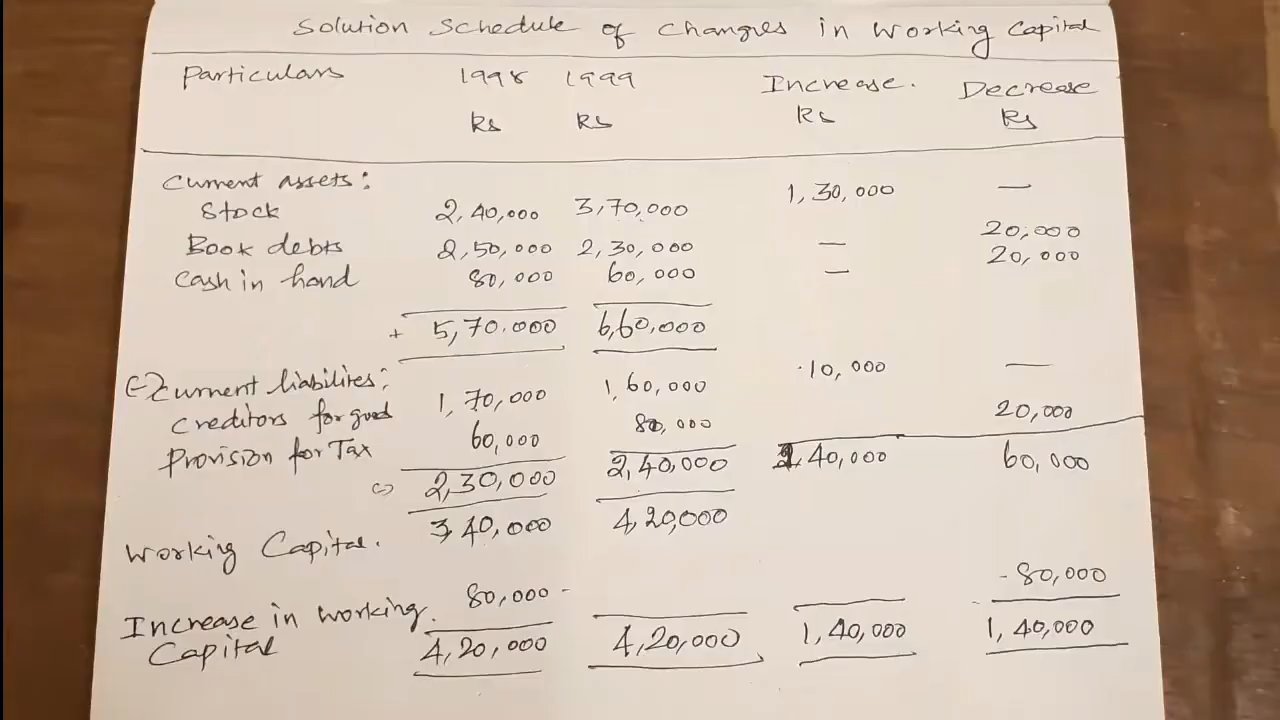 Solution Schedule of Changes in Working Capital
Particulars 1998 1999 Increase. Decrease
Rs Rs Rs Rs
Current assets:
Stock 2,40,000 3,70,000 1,30,000 —
Book debts 2,50,000 2,30,000 — 20,000
Cash in hand 80,000 60,000 — 20,000
+ 5,70,000 6,60,000
(-) Current liabilites:
Creditors for good 1,70,000 1,60,000 10,000 —
Provision for Tax 60,000 80,000 20,000
(-) 2,30,000 2,40,000 1,40,000 60,000
Working Capital. 3,40,000 4,20,000
Increase in working. 80,000 - - 80,000
Capital 4,20,000 4,20,000 1,40,000 1,40,000